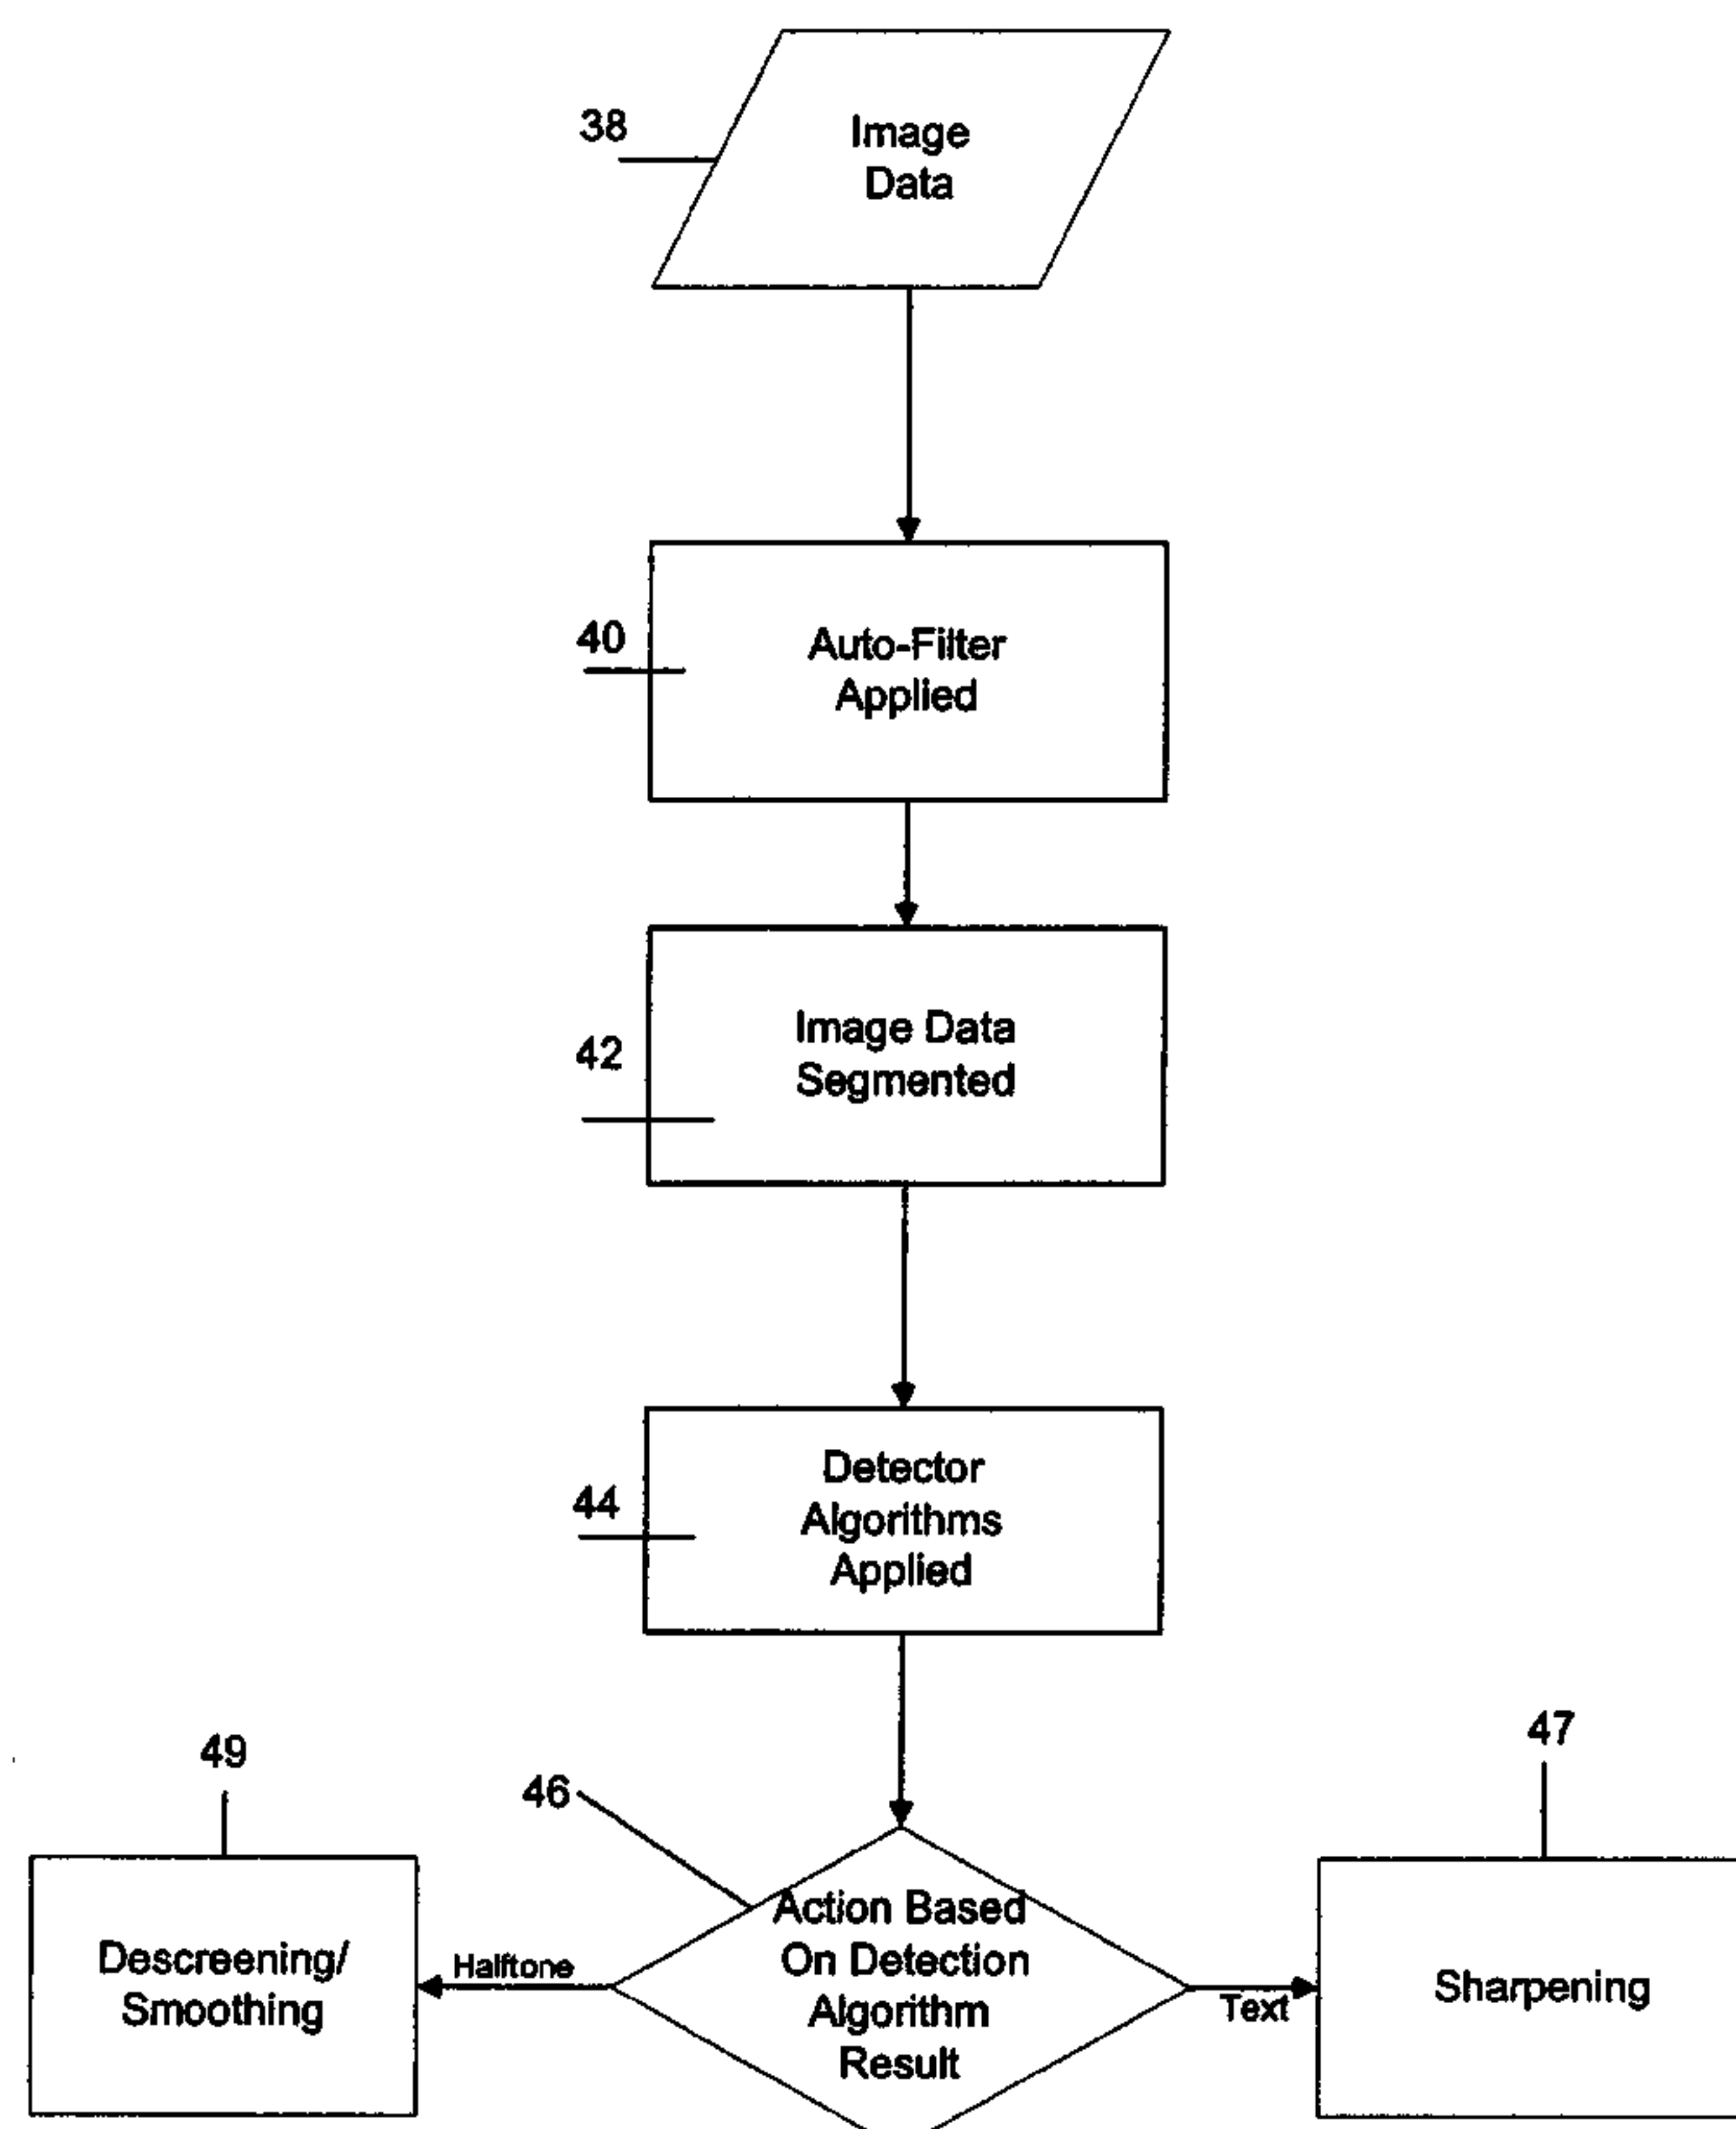 38
Image
Data
40
Auto-Filter
Applied
42
Image Data
Segmented
44
Detector
Algorithms
Applied
49
46
47
Descreening/
Smoothing
Halftone
Action Based
On Detection
Algorithm
Result
Text
Sharpening